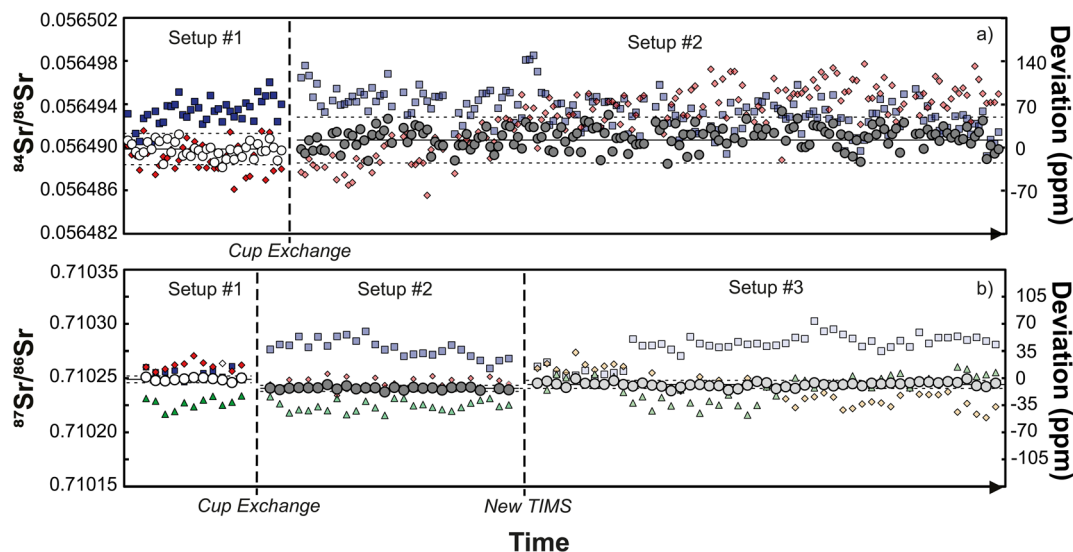 0.056502
0.056498
0.056494
0.056490
0.056486
0.056482
⁸⁴Sr/⁸⁶Sr
Setup #1
Setup #2
a)
140
70
0
-70
Deviation (ppm)
Cup Exchange
0.71035
0.71030
0.71025
0.71020
0.71015
⁸⁷Sr/⁸⁶Sr
Setup #1
Setup #2
Setup #3
b)
105
70
35
0
-35
-70
-105
Deviation (ppm)
Cup Exchange
New TIMS
Time